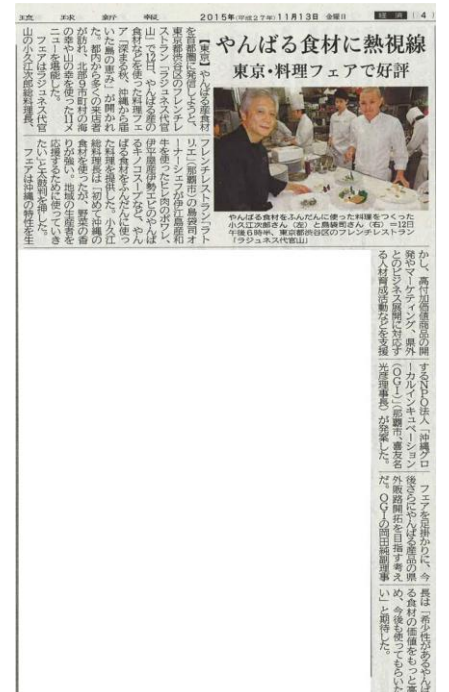 琉球新報
2015年(平成27年)11月13日 金曜日
経済 (4)
やんばる食材に熱視線
東京・料理フェアで好評
【東京】やんばる産食材
を首都圏に発信しようと、
東京都渋谷区のフレンチレ
ストラン「ラジュネス代官
山」で12日、やんばる産の
食材などを使った料理フェ
ア「深まる秋、沖縄から届
いた島の恵み」が開かれ
た。都内から多くの来店者
が訪れ、北部9市町村の海
の幸や山の幸を使ったメ
ニューを堪能した。
フェアはラジュネス代官
山の小久江次郎総料理長、
フレンチレストラン「ラト
リエ」(那覇市)の島袋司オ
ーナーシェフが伊江島産和
牛を使ったヒレ肉のポワレ、
伊平屋産伊勢エビのやんば
るキノコスープなど、やん
ばる食材をふんだんに使っ
た料理を提供した。小久江
総料理長は「初めて沖縄の
食材を使ったが、野菜の香
りが強い。地域の生産者を
応援するために使っていき
たい」と太鼓判を押した。
フェアは沖縄の特性を生
やんばる食材をふんだんに使った料理をつくった
小久江次郎さん(左)と島袋司さん(右)=12日
午後6時半、東京都渋谷区のフレンチレストラン
「ラジュネス代官山」
かし、高付加価値商品の開
発やマーケティング、県外
とのビジネス展開に対応す
る人材育成活動などを支援
するNPO法人「沖縄グロ
ーカルインキュベーション
(OGI)」(那覇市、喜友名
光彦理事長)が発案した。
フェアを足掛かりに、今
後さらにやんばる産品の県
外販路開拓を目指す考え
だ。OGIの岡田純副理事
長は「希少性があるやんば
る食材の価値をもっと高
め、今後も使ってもらいた
い」と期待した。